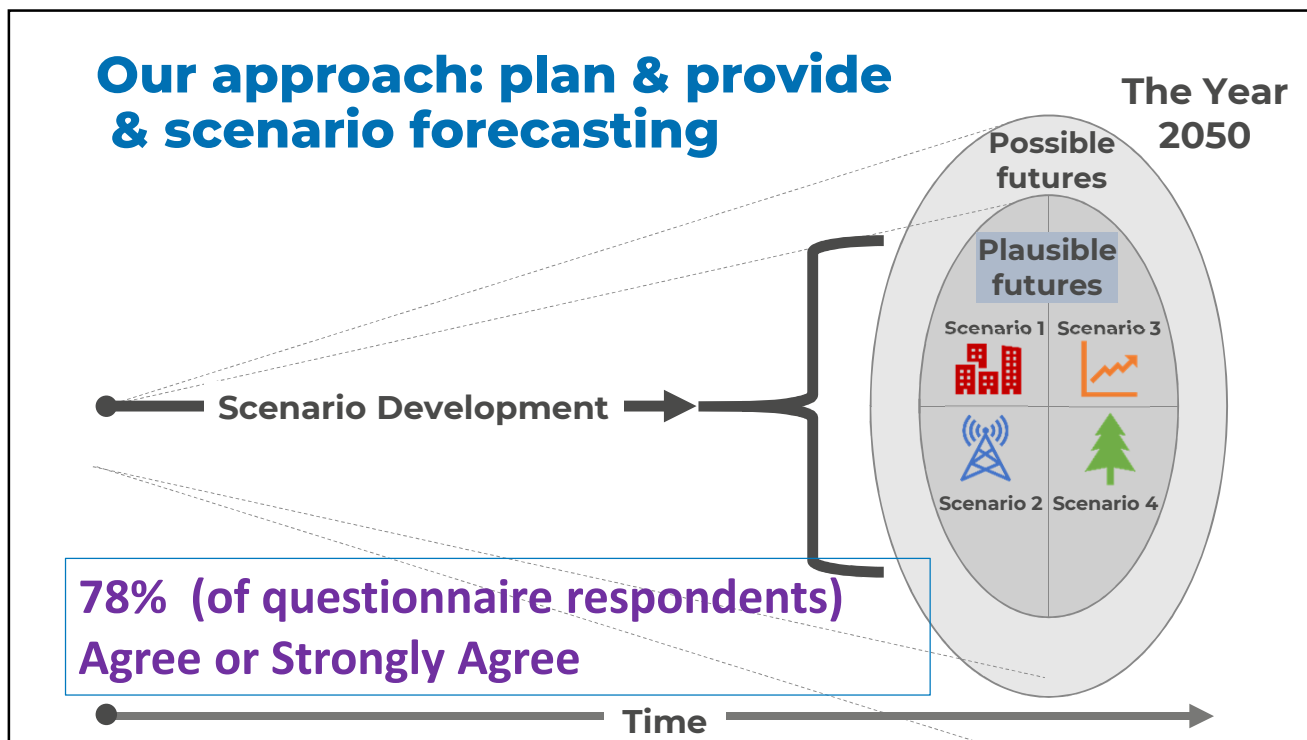 Our approach: plan & provide
& scenario forecasting
The Year
2050
Possible
futures
Plausible
futures
Scenario 1
Scenario 3
Scenario Development
Scenario 2
Scenario 4
78% (of questionnaire respondents)
Agree or Strongly Agree
Time